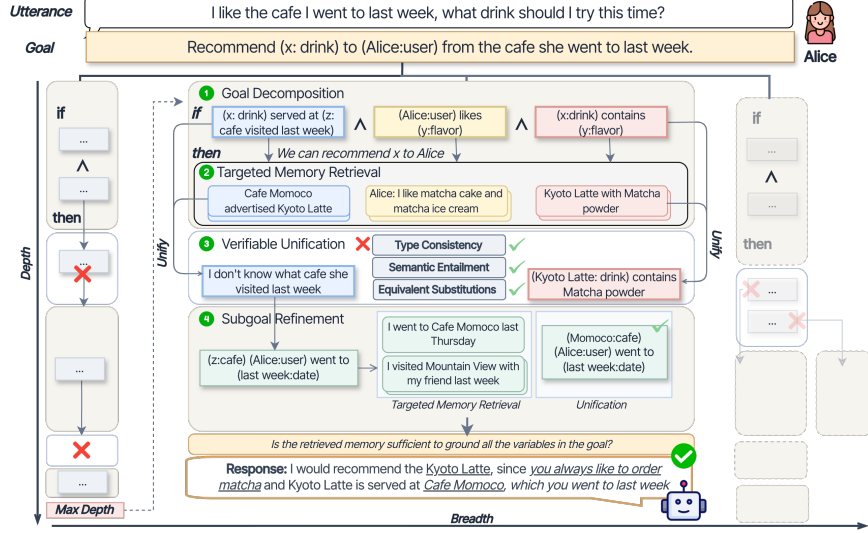 Utterance
I like the cafe I went to last week, what drink should I try this time?
Goal
Recommend (x: drink) to (Alice:user) from the cafe she went to last week.
Alice
if
...
∧
...
then
...
...
...
Max Depth
Depth
1 Goal Decomposition
if
(x: drink) served at (z:
cafe visited last week)
∧
(Alice:user) likes
(y:flavor)
∧
(x:drink) contains
(y:flavor)
then
We can recommend x to Alice
2 Targeted Memory Retrieval
Cafe Momoco
advertised Kyoto Latte
Alice: I like matcha cake and
matcha ice cream
Kyoto Latte with Matcha
powder
Unify
Unify
3 Verifiable Unification
Type Consistency
Semantic Entailment
Equivalent Substitutions
I don't know what cafe she
visited last week
(Kyoto Latte: drink) contains
Matcha powder
4 Subgoal Refinement
(z:cafe) (Alice:user) went to
(last week:date)
I went to Cafe Momoco last
Thursday
I visited Mountain View with
my friend last week
Targeted Memory Retrieval
(Momoco:cafe)
(Alice:user) went to
(last week:date)
Unification
Is the retrieved memory sufficient to ground all the variables in the goal?
Response: I would recommend the Kyoto Latte, since you always like to order
matcha and Kyoto Latte is served at Cafe Momoco, which you went to last week
Breadth
if
...
∧
...
then
...
...